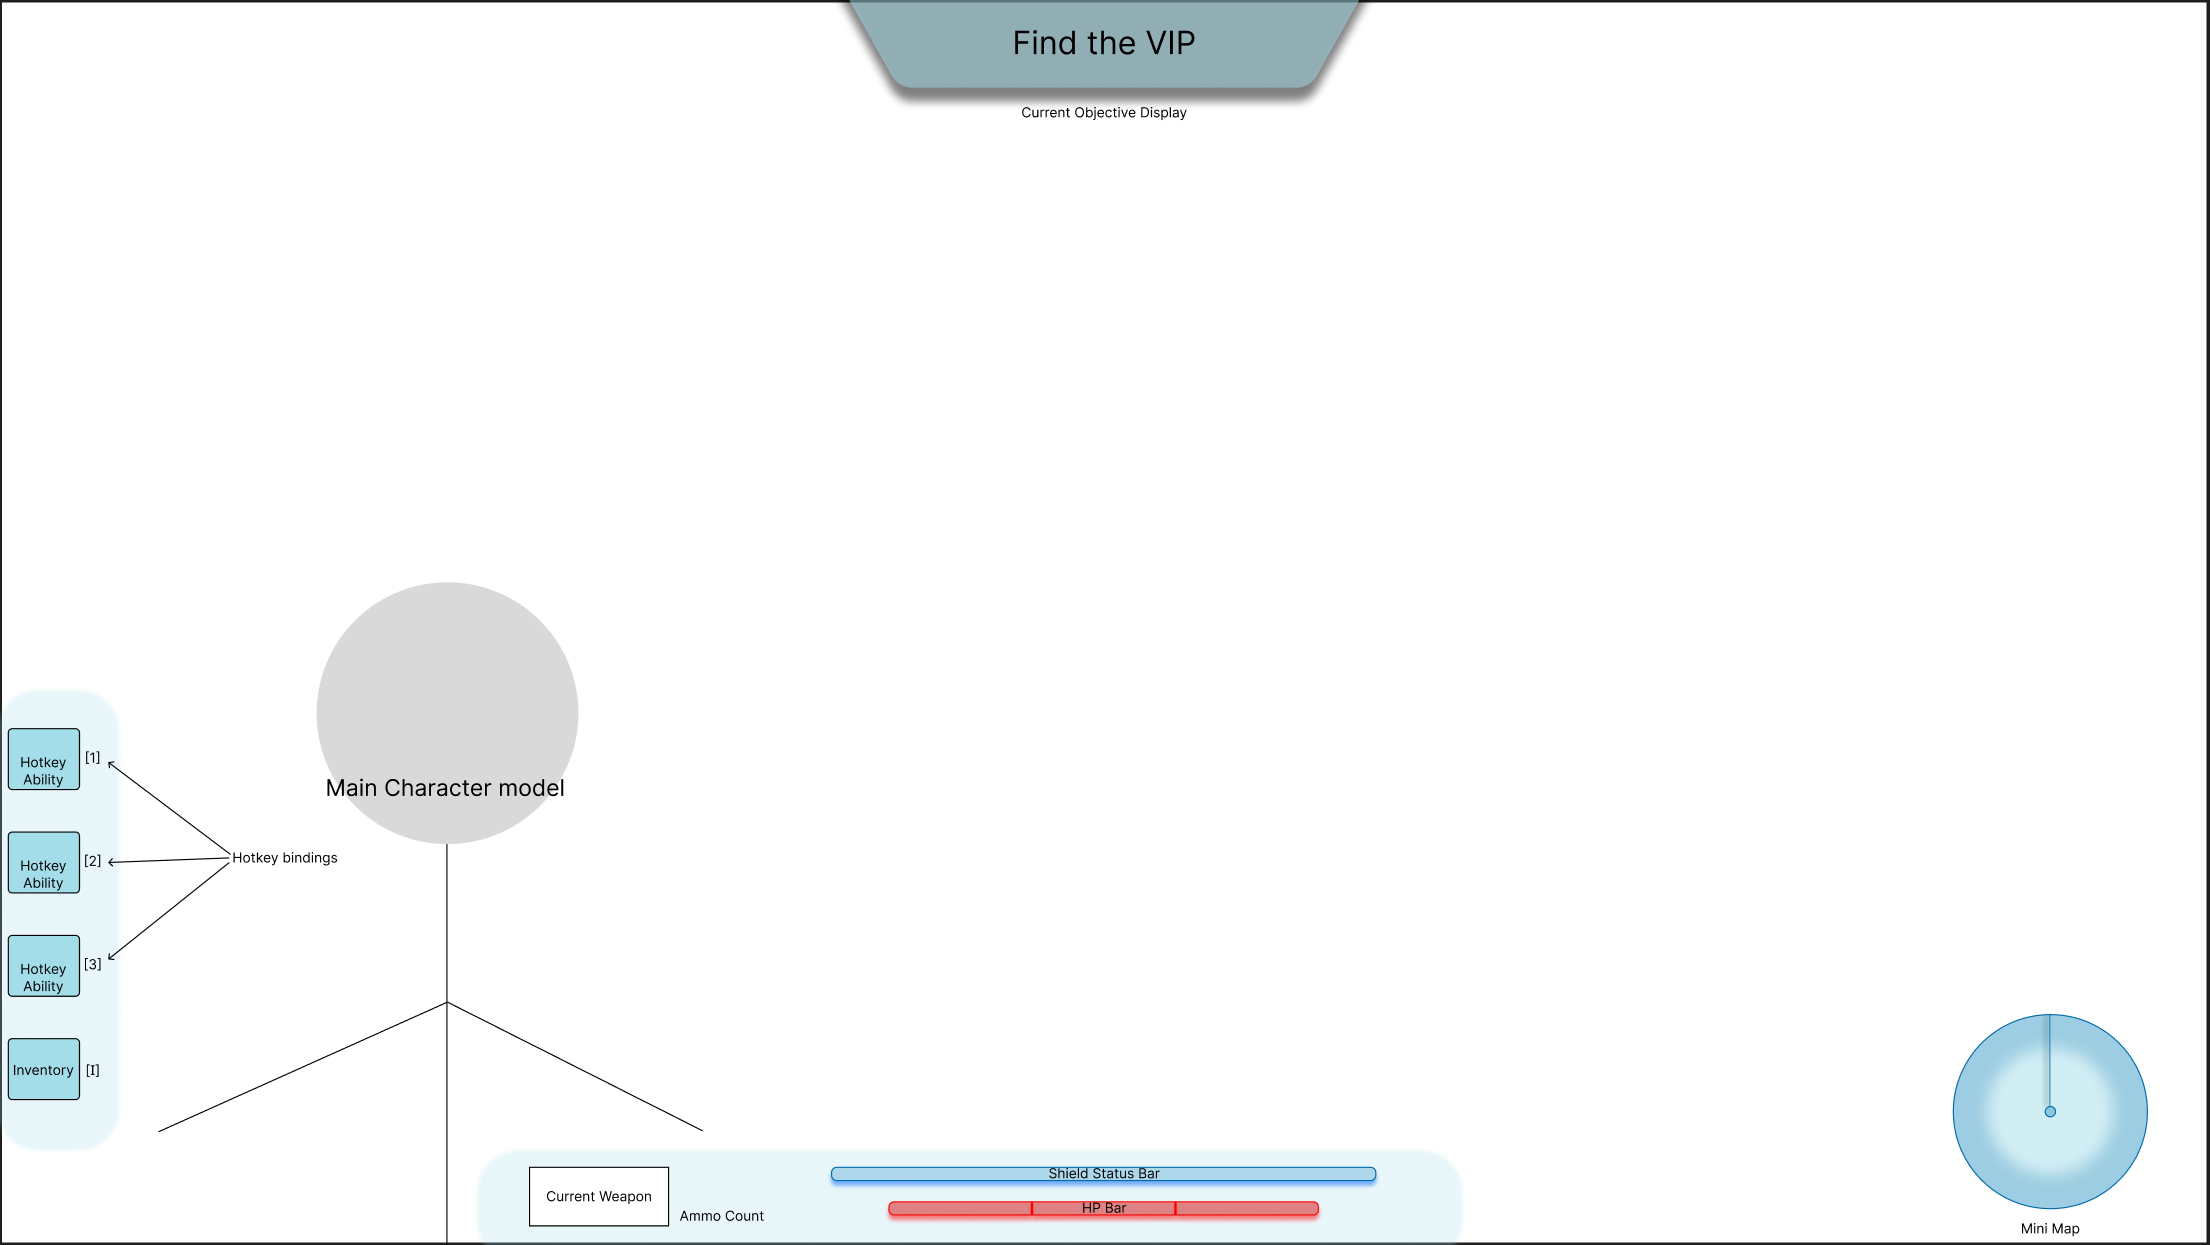 Find the VIP
Current Objective Display
Main Character model
Hotkey
Ability
[1]
Hotkey
Ability
[2]
Hotkey bindings
Hotkey
Ability
[3]
Inventory
[I]
Current Weapon
Ammo Count
Shield Status Bar
HP Bar
Mini Map